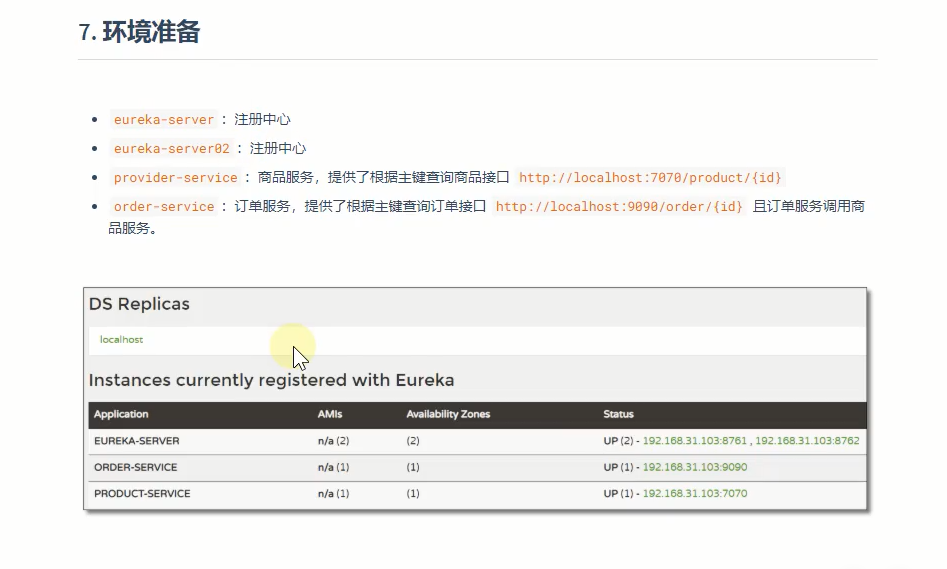 7. 环境准备
eureka-server ：注册中心
eureka-server02 ：注册中心
provider-service ：商品服务，提供了根据主键查询商品接口 http://localhost:7070/product/{id}
order-service ：订单服务，提供了根据主键查询订单接口 http://localhost:9090/order/{id} 且订单服务调用商
品服务。
DS Replicas
localhost
Instances currently registered with Eureka
Application AMIs Availability Zones Status
EUREKA-SERVER n/a (2) (2) UP (2) - 192.168.31.103:8761 , 192.168.31.103:8762
ORDER-SERVICE n/a (1) (1) UP (1) - 192.168.31.103:9090
PRODUCT-SERVICE n/a (1) (1) UP (1) - 192.168.31.103:7070